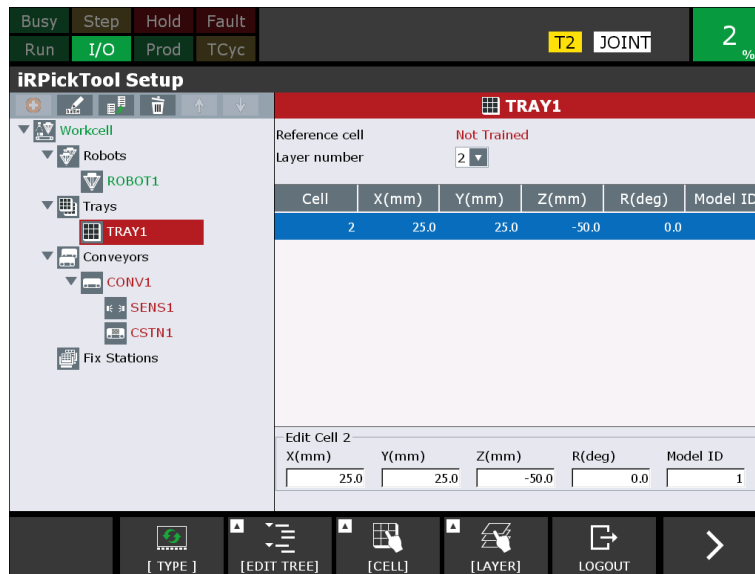 Busy Step Hold Fault
Run I/O Prod TCyc
T2 JOINT
2 %
iRPickTool Setup
TRAY1
Workcell
Robots
ROBOT1
Trays
TRAY1
Conveyors
CONV1
SENS1
CSTN1
Fix Stations
Reference cell Not Trained
Layer number 2
Cell X(mm) Y(mm) Z(mm) R(deg) Model ID
2 25.0 25.0 -50.0 0.0
Edit Cell 2
X(mm) Y(mm) Z(mm) R(deg) Model ID
25.0 25.0 -50.0 0.0 1
[ TYPE ] [EDIT TREE] [CELL] [LAYER] LOGOUT